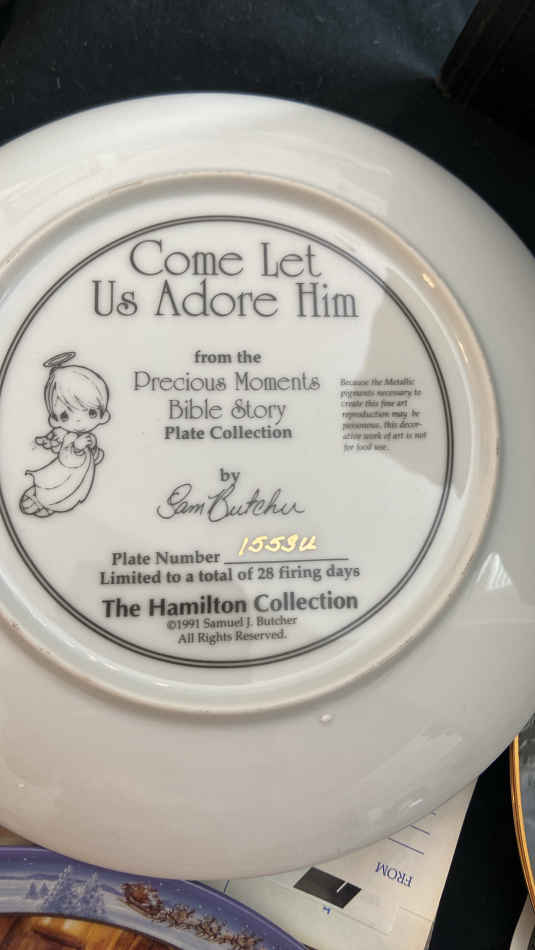 Come Let
Us Adore Him
from the
Precious Moments
Bible Story
Plate Collection
Because the Metallic
pigments necessary to
create this fine art
reproduction may be
poisonous, this decor-
ative work of art is not
for food use.
by
Sam Butcher
Plate Number 1553U
Limited to a total of 28 firing days
The Hamilton Collection
©1991 Samuel J. Butcher
All Rights Reserved.
FROM